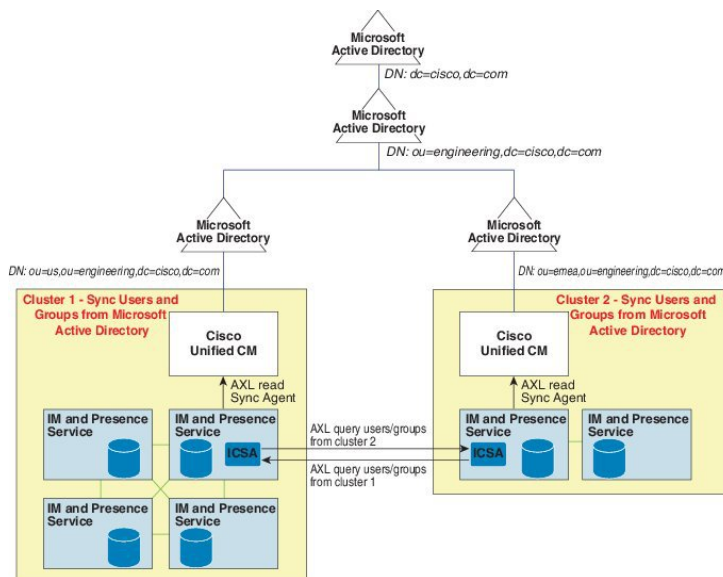 Microsoft
Active Directory
DN: dc=cisco,dc=com
Microsoft
Active Directory
DN: ou=engineering,dc=cisco,dc=com
Microsoft
Active Directory
Microsoft
Active Directory
DN: ou=us,ou=engineering,dc=cisco,dc=com
DN: ou=emea,ou=engineering,dc=cisco,dc=com
Cluster 1 - Sync Users and
Groups from Microsoft
Active Directory
Cisco
Unified CM
AXL read
Sync Agent
IM and Presence
Service
IM and Presence
Service
ICSA
IM and Presence
Service
IM and Presence
Service
AXL query users/groups
from cluster 2
AXL query users/groups
from cluster 1
Cluster 2 - Sync Users and
Groups from Microsoft
Active Directory
Cisco
Unified CM
AXL read
Sync Agent
IM and Presence
Service
ICSA
IM and Presence
Service